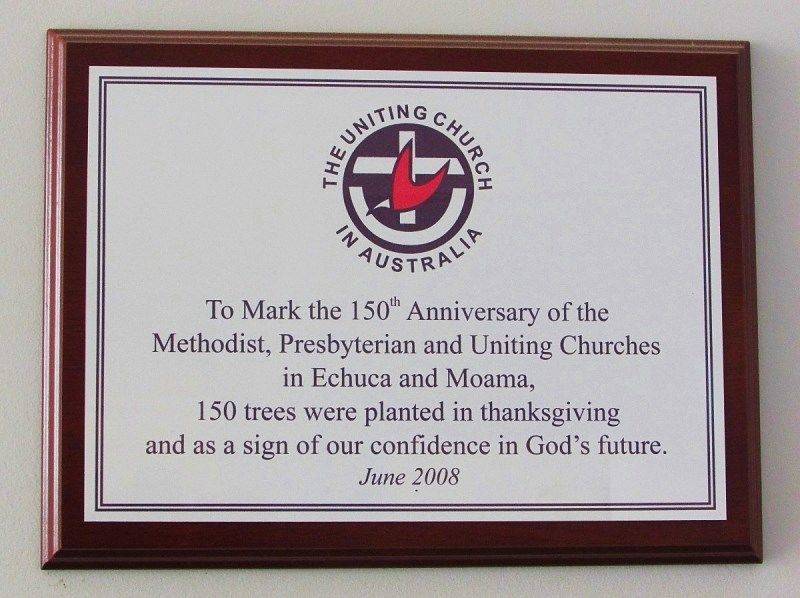 THE UNITING CHURCH
IN AUSTRALIA
To Mark the 150th Anniversary of the
Methodist, Presbyterian and Uniting Churches
in Echuca and Moama,
150 trees were planted in thanksgiving
and as a sign of our confidence in God's future.
June 2008